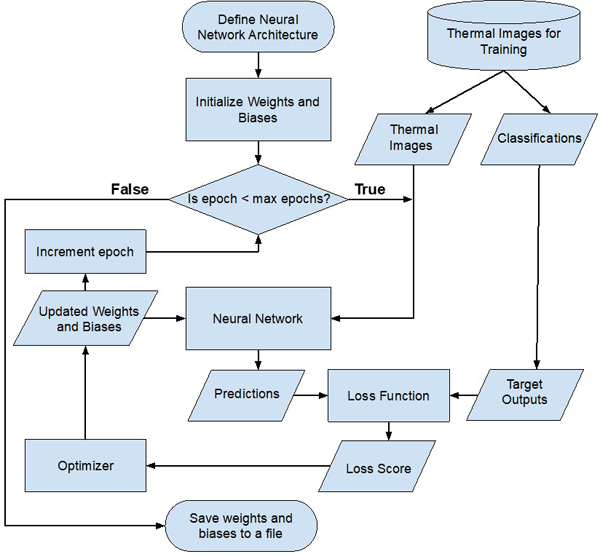 Define Neural
Network Architecture
Thermal Images for
Training
Initialize Weights and
Biases
Thermal
Images
Classifications
False
True
Is epoch < max epochs?
Increment epoch
Updated Weights
and Biases
Neural Network
Predictions
Loss Function
Target
Outputs
Optimizer
Loss Score
Save weights and
biases to a file